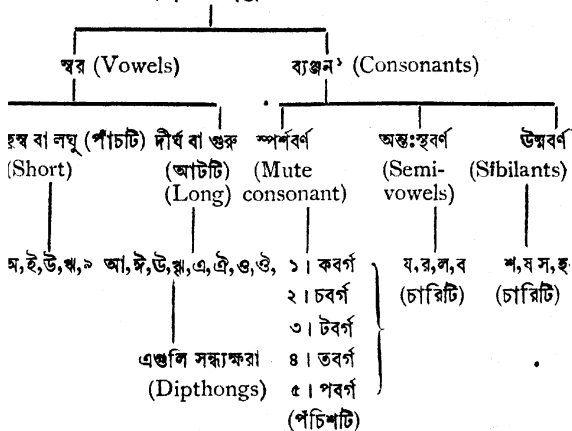 স্বর (Vowels) ব্যঞ্জন¹ (Consonants)
হ্রস্ব বা লঘু (পাঁচটি) দীর্ঘ বা গুরু স্পর্শবর্ণ অন্তঃস্থবর্ণ উষ্মবর্ণ
(Short) (আটটি) (Mute (Semi- (Sibilants)
(Long) consonant) vowels)
অ,ই,উ,ঋ,৯ আ,ঈ,ঊ,ৠ,এ,ঐ,ও,ঔ, ১। কবর্গ য,র,ল,ব শ,ষ স,হ
২। চবর্গ (চারিটি) (চারিটি)
৩। টবর্গ
এগুলি সন্ধ্যক্ষরা ৪। তবর্গ
(Dipthongs) ৫। পবর্গ
(পঁচিশটি)